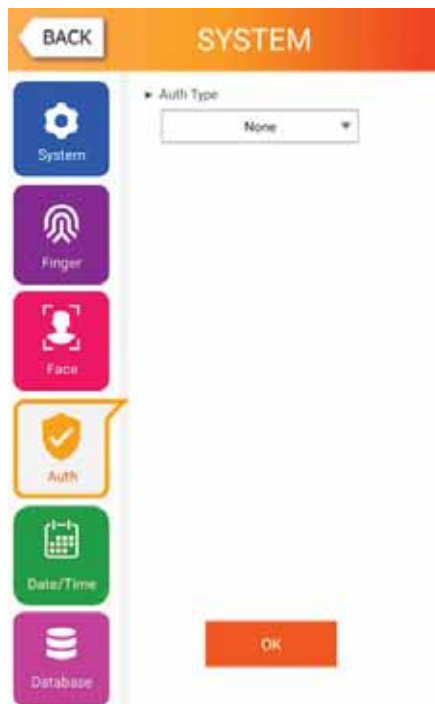 BACK
SYSTEM
Auth Type
None
System
Finger
Face
Auth
Date/Time
Database
OK